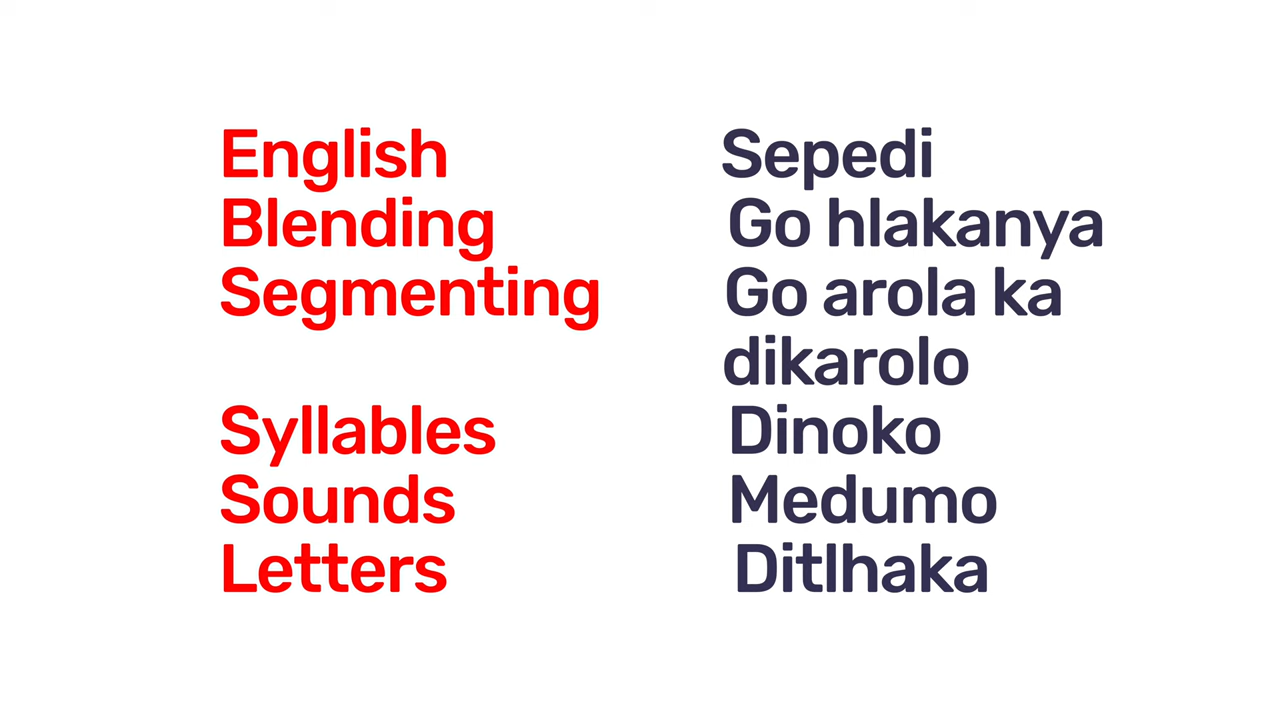 English
Blending
Segmenting
Syllables
Sounds
Letters
Sepedi
Go hlakanya
Go arola ka
dikarolo
Dinoko
Medumo
Ditlhaka